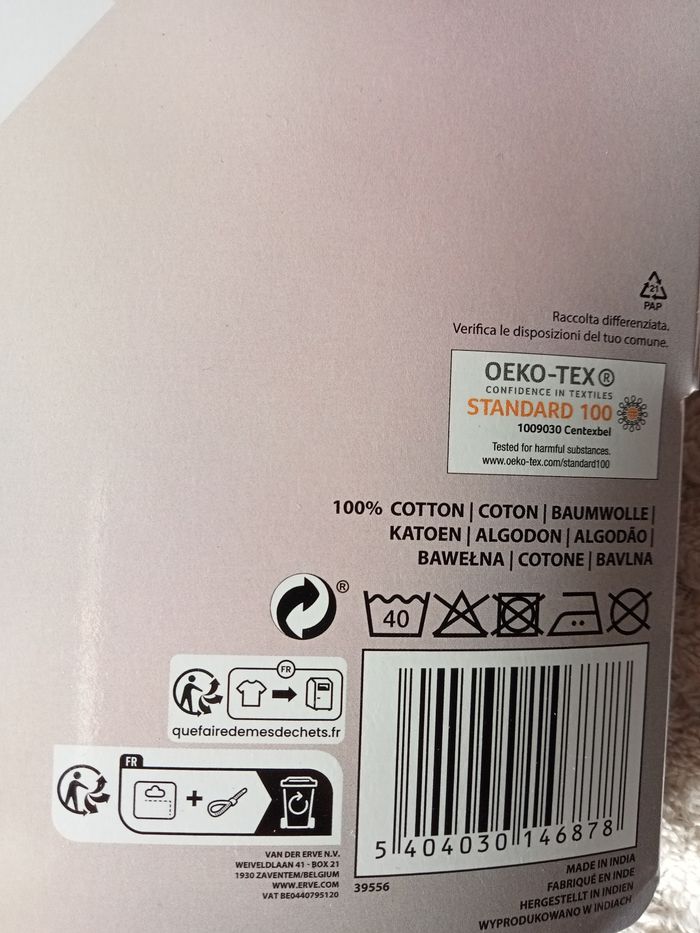 21
PAP
Raccolta differenziata.
Verifica le disposizioni del tuo comune.
OEKO-TEX®
CONFIDENCE IN TEXTILES
STANDARD 100
1009030 Centexbel
Tested for harmful substances.
www.oeko-tex.com/standard100
100% COTTON | COTON | BAUMWOLLE |
KATOEN | ALGODON | ALGODÃO |
BAWEŁNA | COTONE | BAVLNA
®
40
FR
quefairedemesdechets.fr
FR
5 404030 146878
VAN DER ERVE N.V.
WEIVELDLAAN 41 - BOX 21
1930 ZAVENTEM/BELGIUM
WWW.ERVE.COM
VAT BE0440795120
39556
MADE IN INDIA
FABRIQUÉ EN INDE
HERGESTELLT IN INDIEN
WYPRODUKOWANO W INDIACH